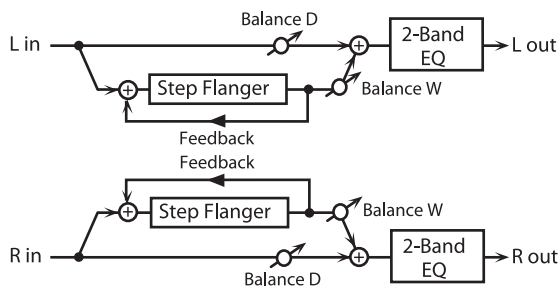 Balance D
L in
2-Band
EQ
L out
+
+
Step Flanger
Balance W
Feedback
Feedback
+
Step Flanger
Balance W
R in
Balance D
+
2-Band
EQ
R out